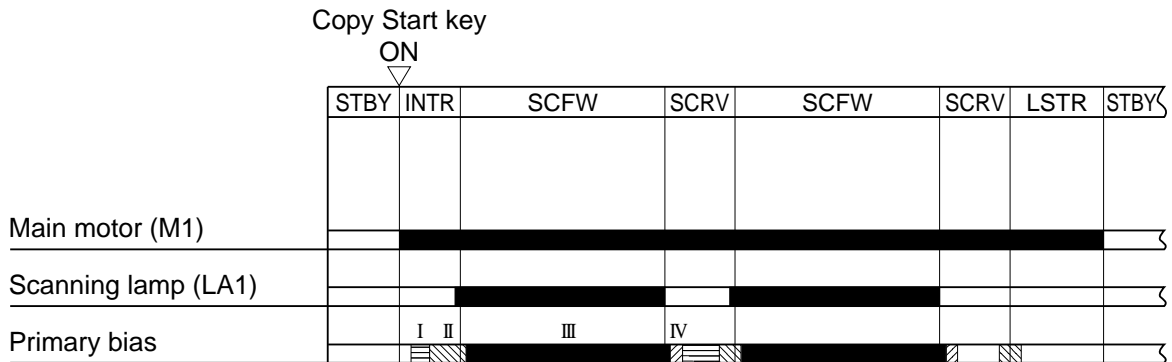 Copy Start key
ON
STBY INTR SCFW SCRV SCFW SCRV LSTR STBY
Main motor (M1)
Scanning lamp (LA1)
Ⅰ Ⅱ Ⅲ Ⅳ
Primary bias